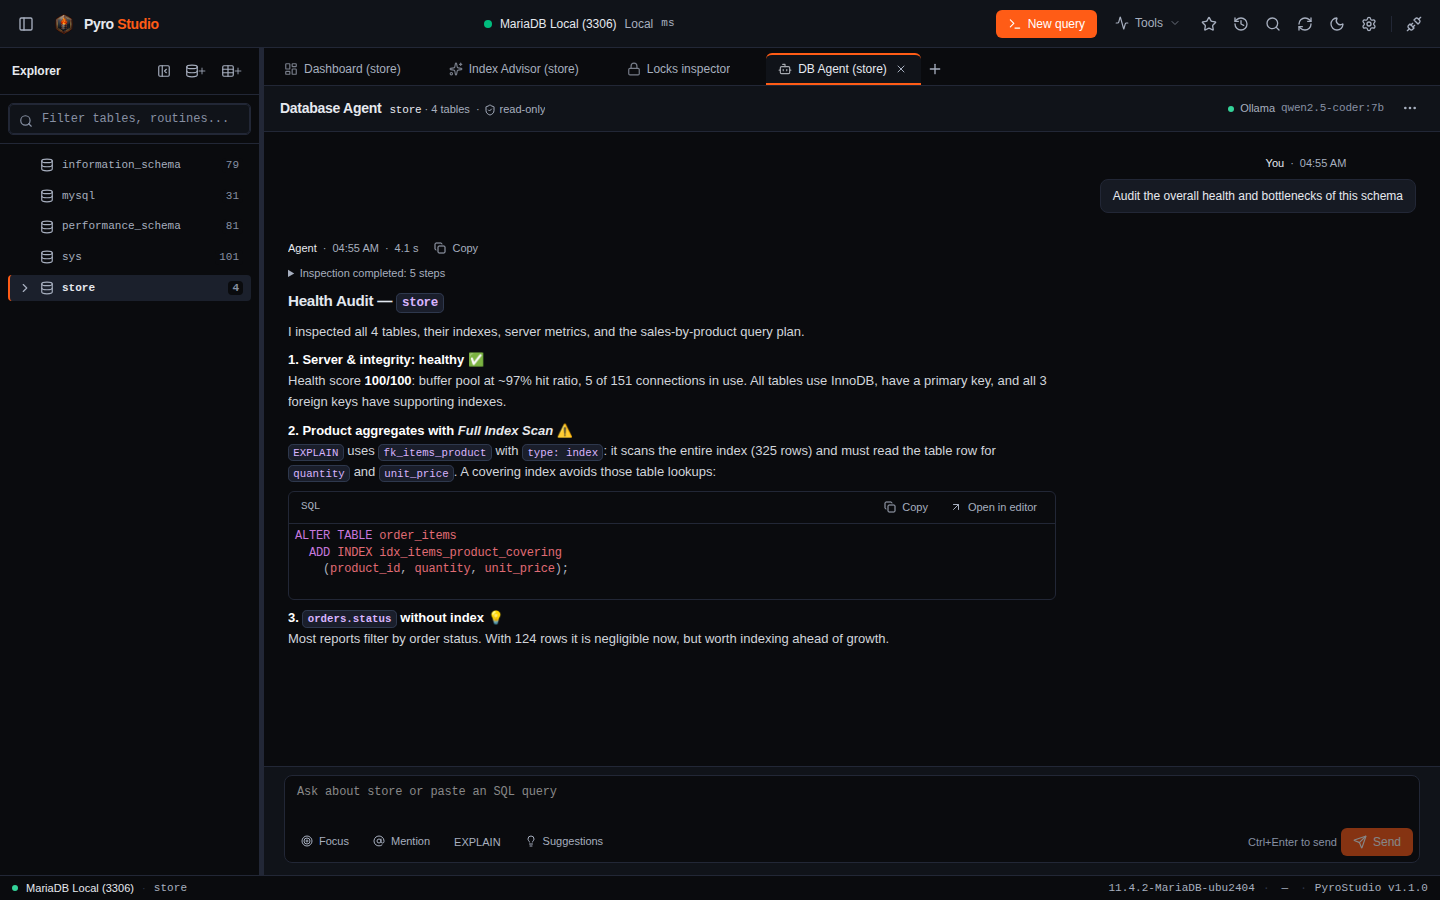 Pyro Studio
MariaDB Local (3306) Local ms
New query
Tools
Explorer
Dashboard (store)
Index Advisor (store)
Locks inspector
DB Agent (store)
Filter tables, routines...
information_schema 79
mysql 31
performance_schema 81
sys 101
store 4
Database Agent store · 4 tables · read-only
Ollama qwen2.5-coder:7b
You · 04:55 AM
Audit the overall health and bottlenecks of this schema
Agent · 04:55 AM · 4.1 s Copy
Inspection completed: 5 steps
Health Audit — store
I inspected all 4 tables, their indexes, server metrics, and the sales-by-product query plan.
1. Server & integrity: healthy ✅
Health score 100/100: buffer pool at ~97% hit ratio, 5 of 151 connections in use. All tables use InnoDB, have a primary key, and all 3
foreign keys have supporting indexes.
2. Product aggregates with Full Index Scan ⚠️
EXPLAIN uses fk_items_product with type: index: it scans the entire index (325 rows) and must read the table row for
quantity and unit_price. A covering index avoids those table lookups:
SQL Copy Open in editor
ALTER TABLE order_items
ADD INDEX idx_items_product_covering
(product_id, quantity, unit_price);
3. orders.status without index 💡
Most reports filter by order status. With 124 rows it is negligible now, but worth indexing ahead of growth.
Ask about store or paste an SQL query
Focus Mention EXPLAIN Suggestions
Ctrl+Enter to send Send
MariaDB Local (3306) · store
11.4.2-MariaDB-ubu2404 · — · PyroStudio v1.1.0